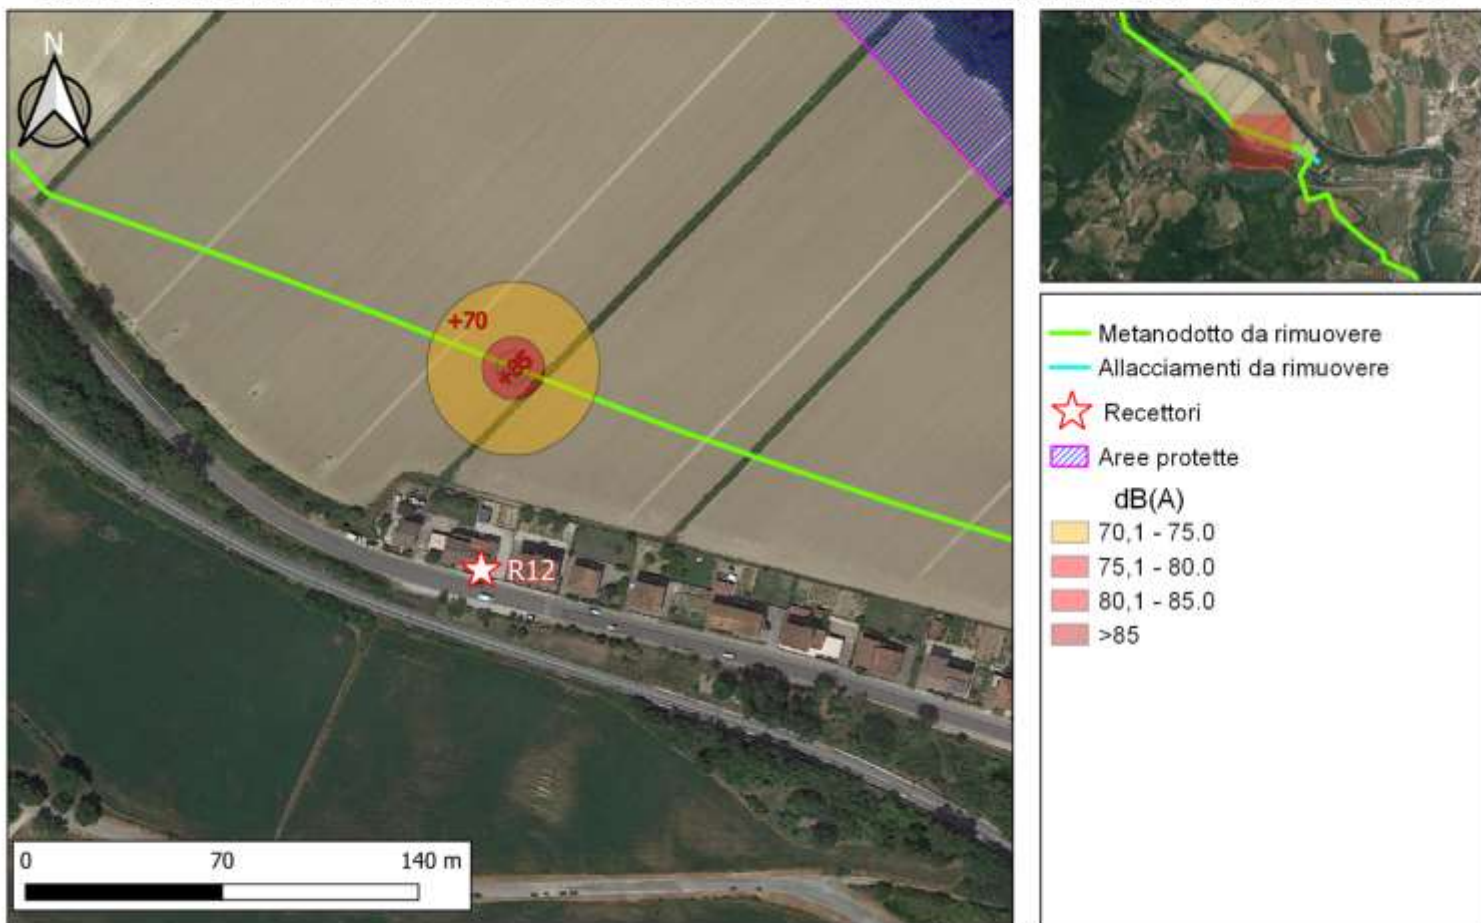 N
+70
+85
R12
0 70 140 m
Metanodotto da rimuovere
Allacciamenti da rimuovere
Recettori
Aree protette
dB(A)
70,1 - 75.0
75,1 - 80.0
80,1 - 85.0
>85